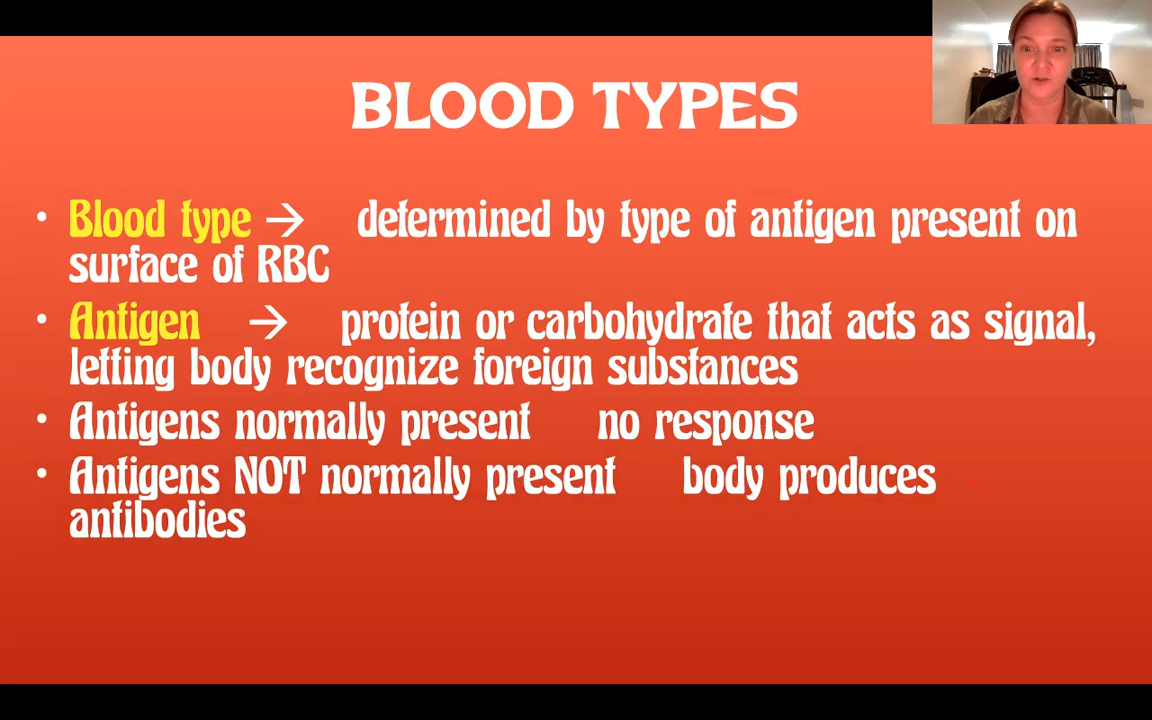 BLOOD TYPES
• Blood type → determined by type of antigen present on
surface of RBC
• Antigen → protein or carbohydrate that acts as signal,
letting body recognize foreign substances
• Antigens normally present no response
• Antigens NOT normally present body produces
antibodies